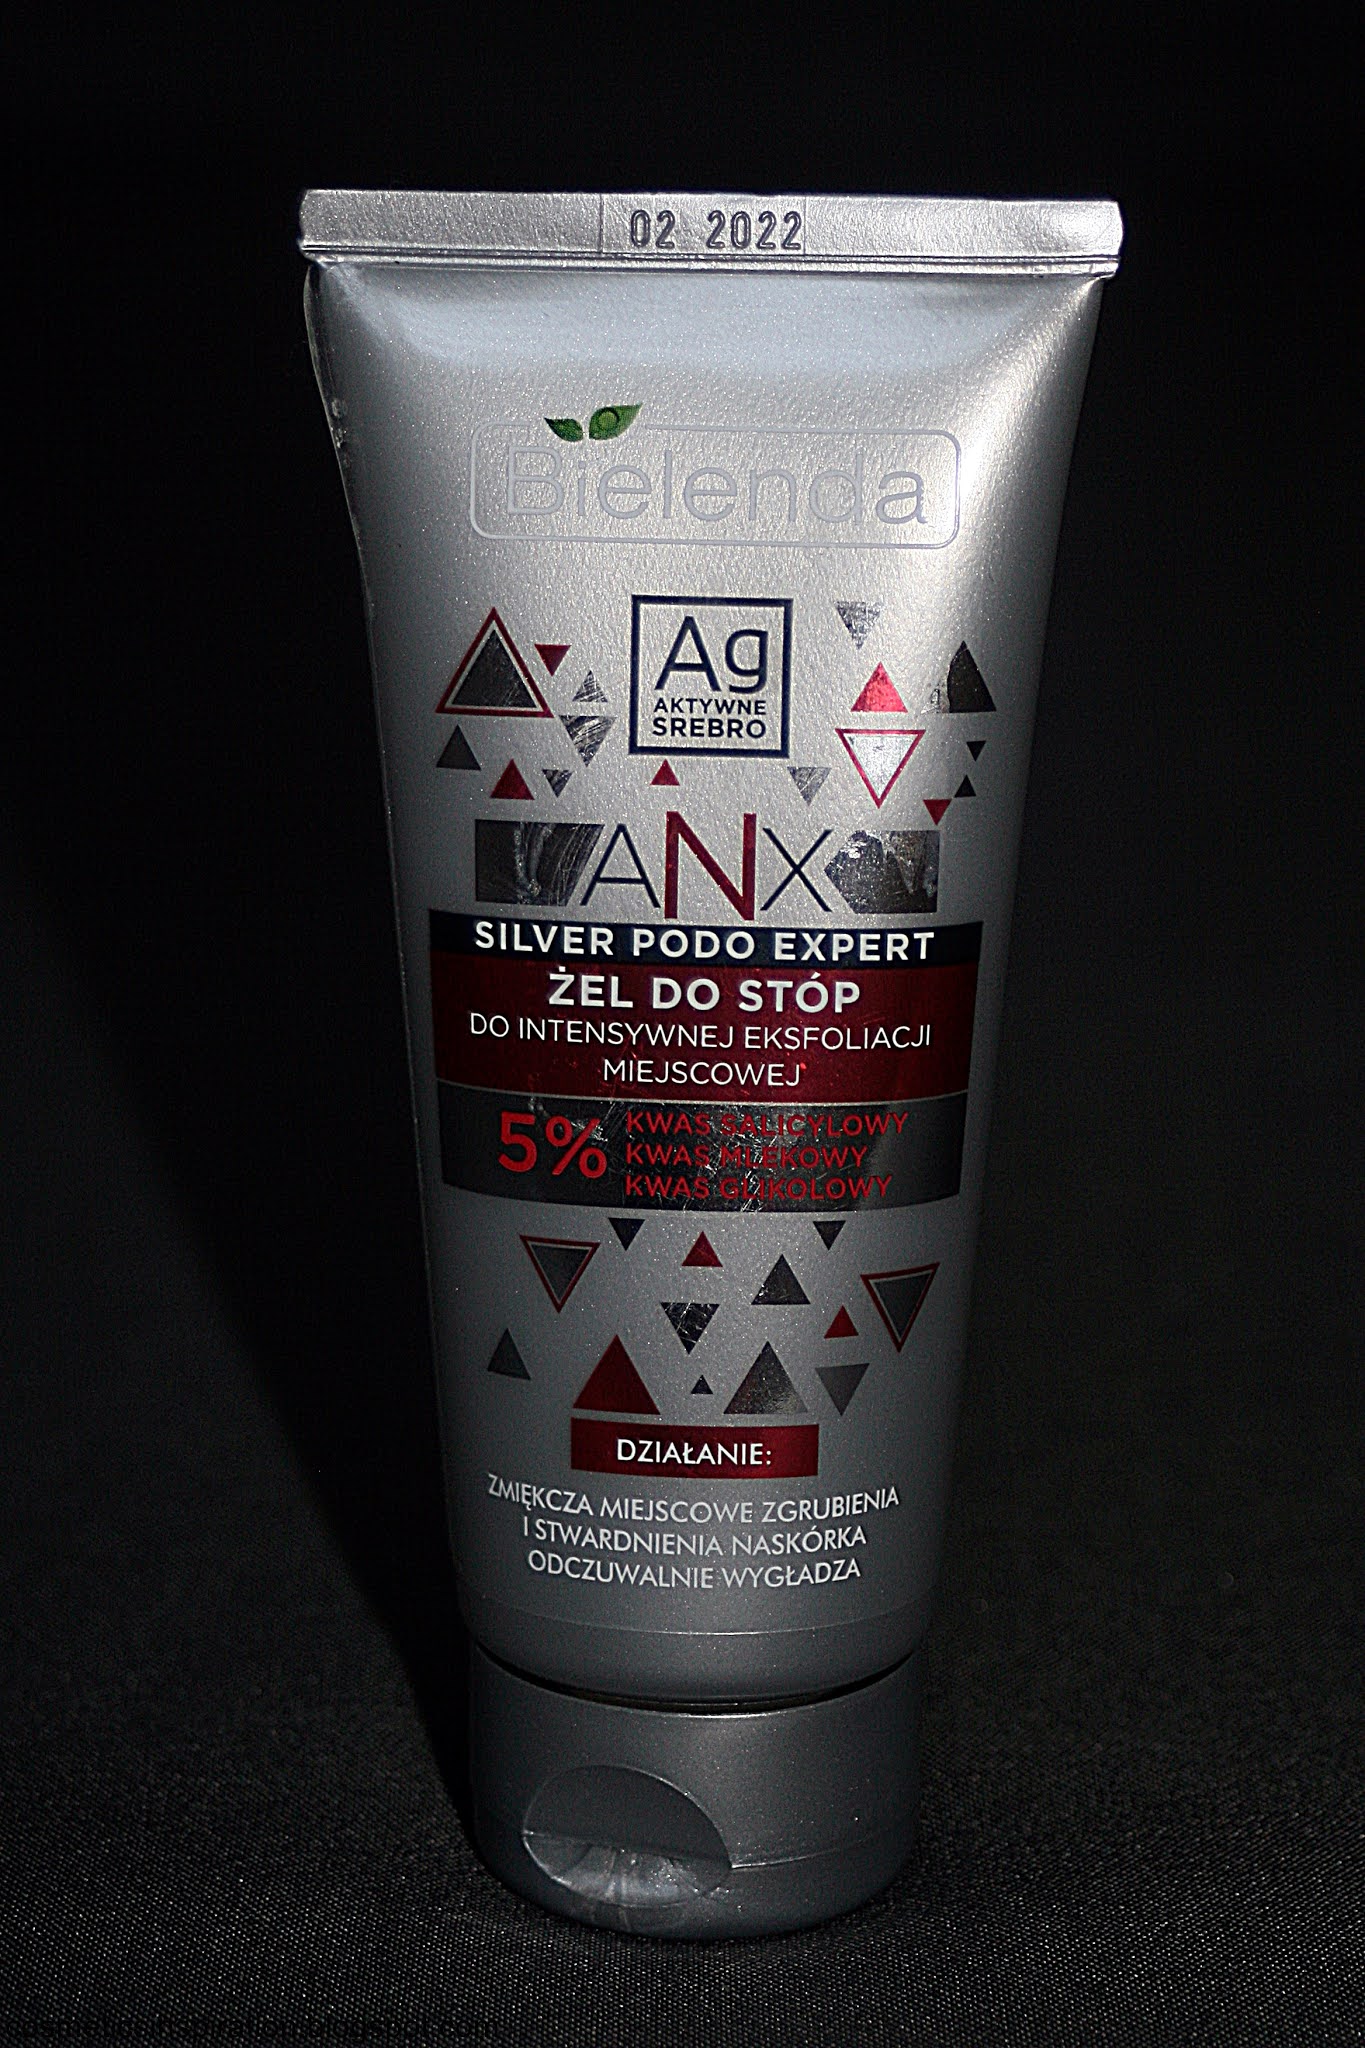 02 2022
Bielenda
Ag
AKTYWNE
SREBRO
ANX
SILVER PODO EXPERT
ŻEL DO STÓP
DO INTENSYWNEJ EKSFOLIACJI
MIEJSCOWEJ
5% KWAS SALICYLOWY
KWAS MLEKOWY
KWAS GLIKOLOWY
DZIAŁANIE:
ZMIĘKCZA MIEJSCOWE ZGRUBIENIA
I STWARDNIENIA NASKÓRKA
ODCZUWALNIE WYGŁADZA